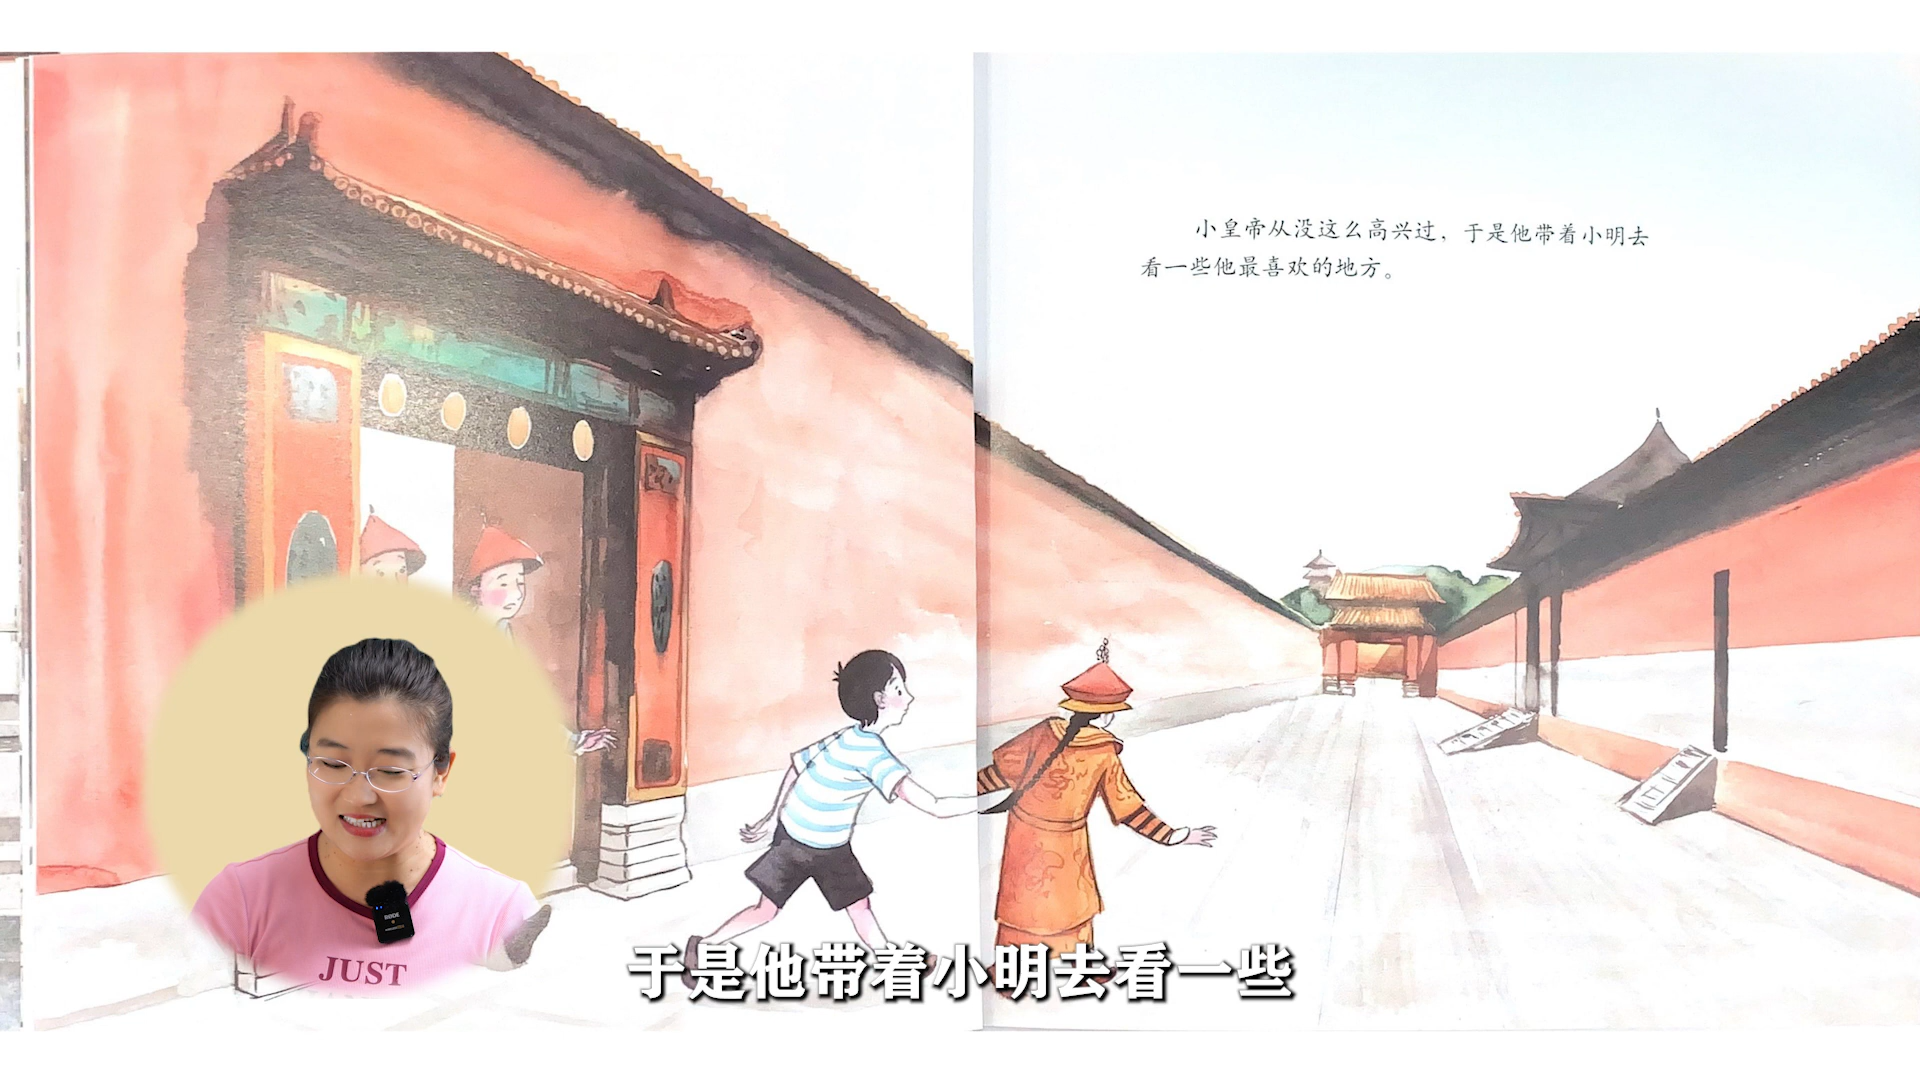 小皇帝从没这么高兴过，于是他带着小明去
看一些他最喜欢的地方。
RØDE
JUST
于是他带着小明去看一些